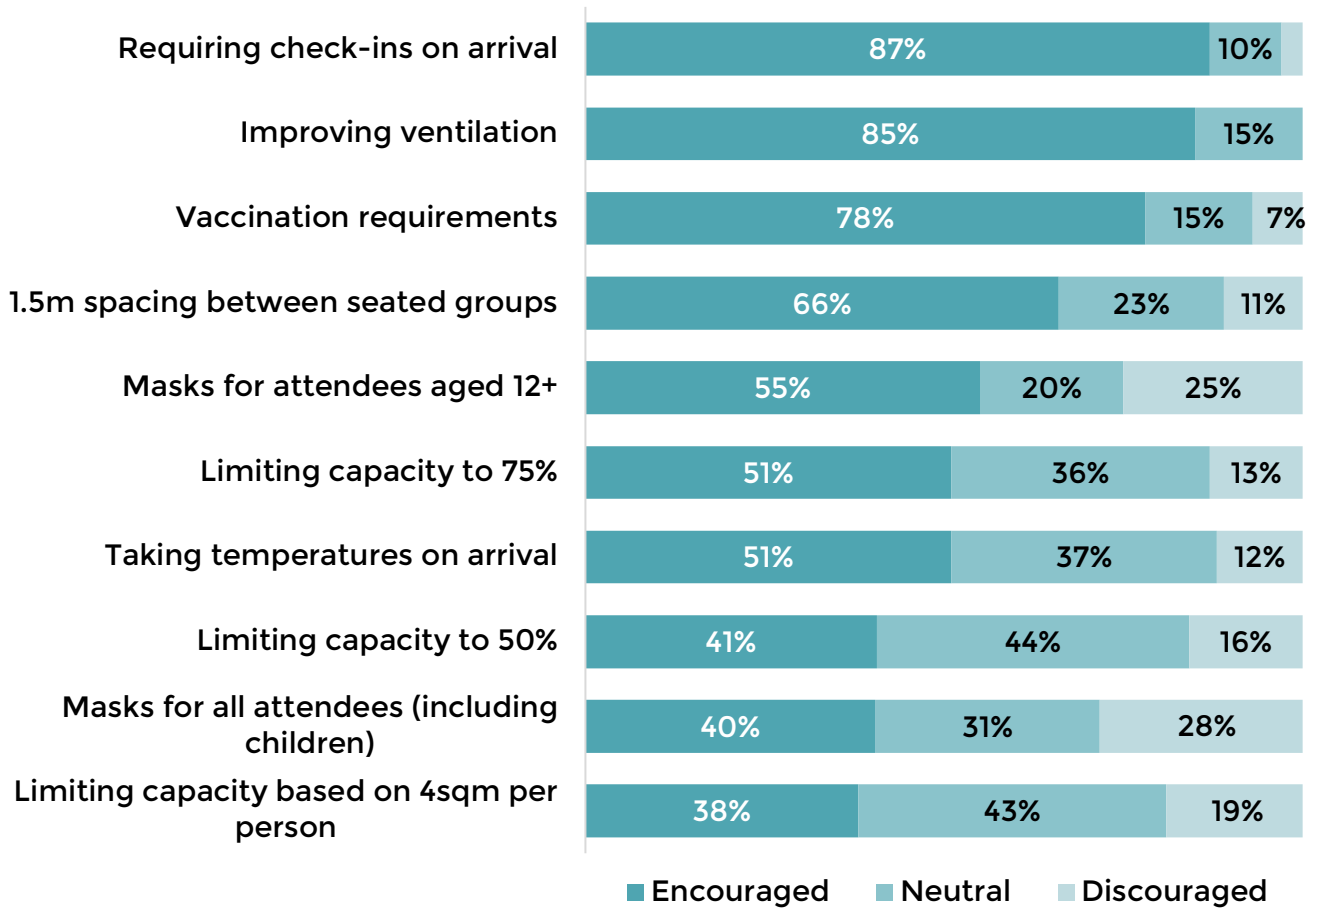 Requiring check-ins on arrival
87% 10%
Improving ventilation
85% 15%
Vaccination requirements
78% 15% 7%
1.5m spacing between seated groups
66% 23% 11%
Masks for attendees aged 12+
55% 20% 25%
Limiting capacity to 75%
51% 36% 13%
Taking temperatures on arrival
51% 37% 12%
Limiting capacity to 50%
41% 44% 16%
Masks for all attendees (including
children)
40% 31% 28%
Limiting capacity based on 4sqm per
person
38% 43% 19%
Encouraged Neutral Discouraged